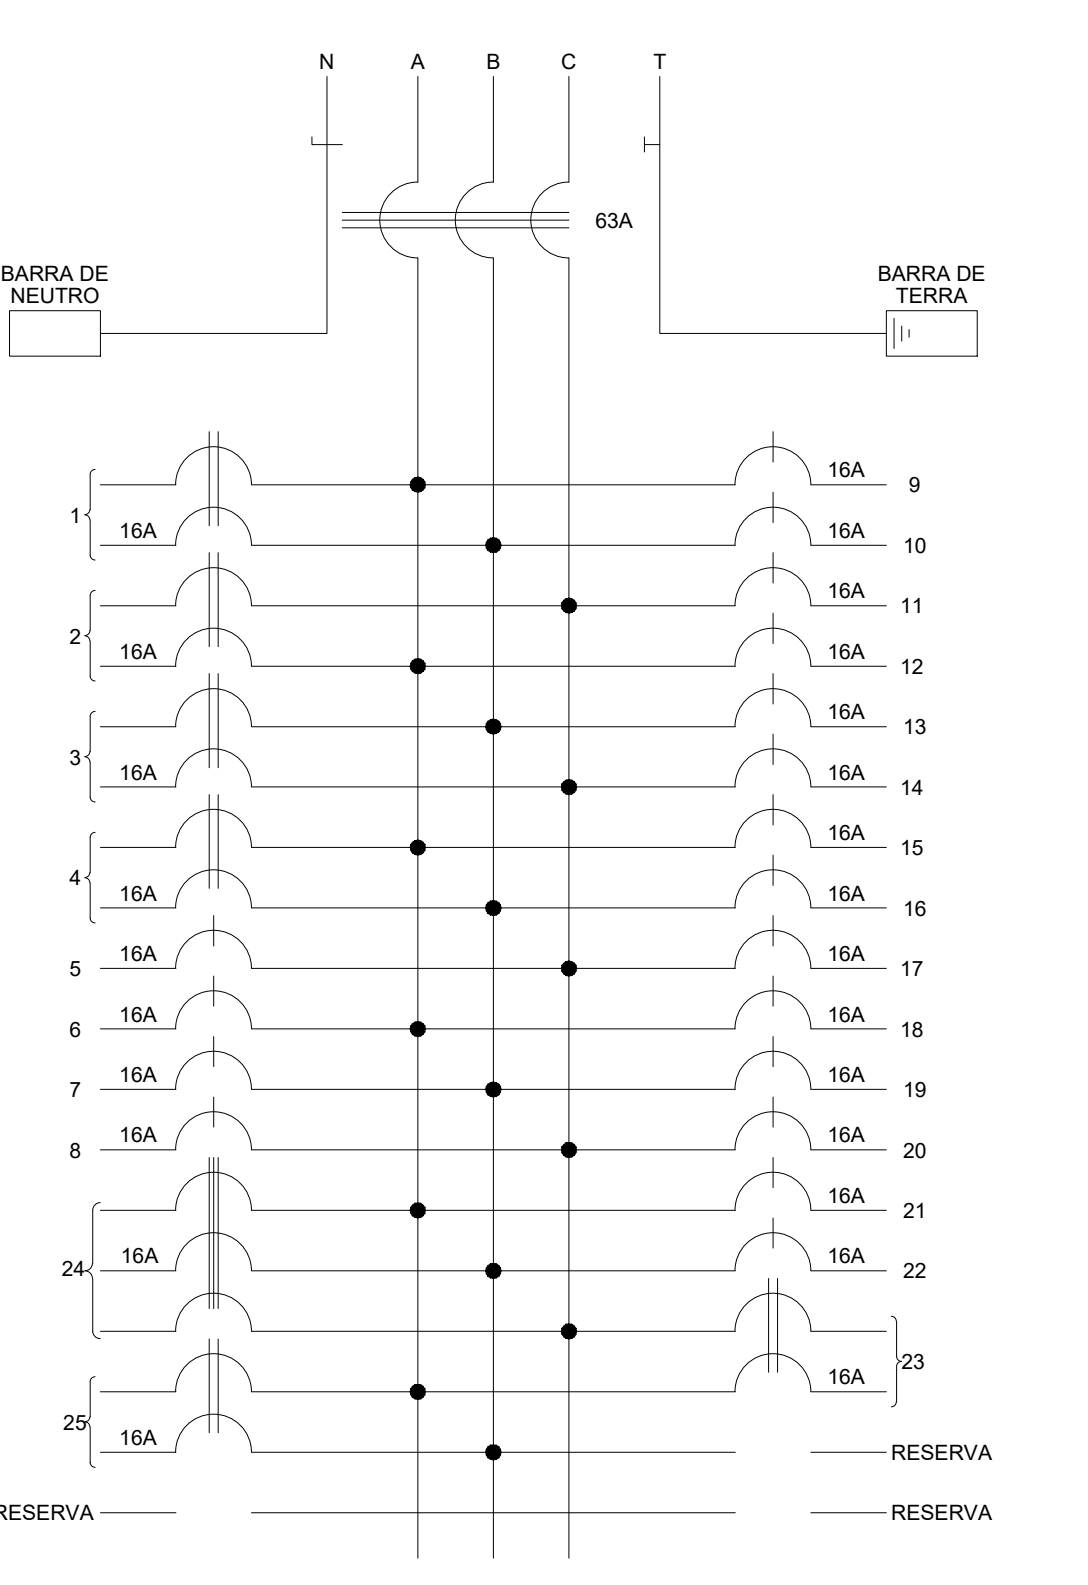 N A B C T
63A
BARRA DE
NEUTRO
BARRA DE
TERRA
16A 9
1 16A 16A 10
16A 11
2 16A 16A 12
16A 13
3 16A 16A 14
16A 15
4 16A 16A 16
5 16A 16A 17
6 16A 16A 18
7 16A 16A 19
8 16A 16A 20
16A 21
24 16A 16A 22
23
16A
25 16A RESERVA
RESERVA RESERVA